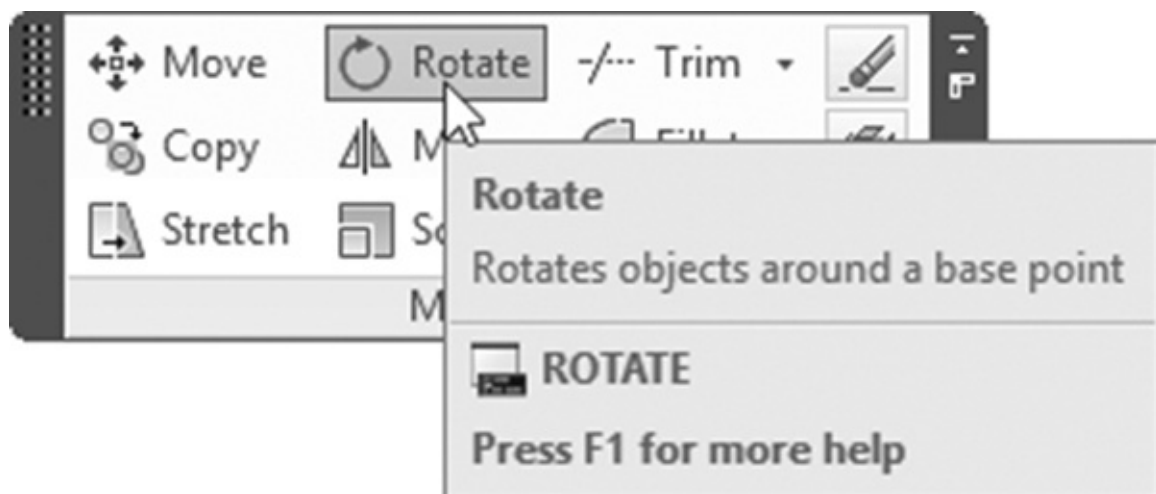 Move Rotate Trim
Copy
Stretch
Rotate
Rotates objects around a base point
ROTATE
Press F1 for more help